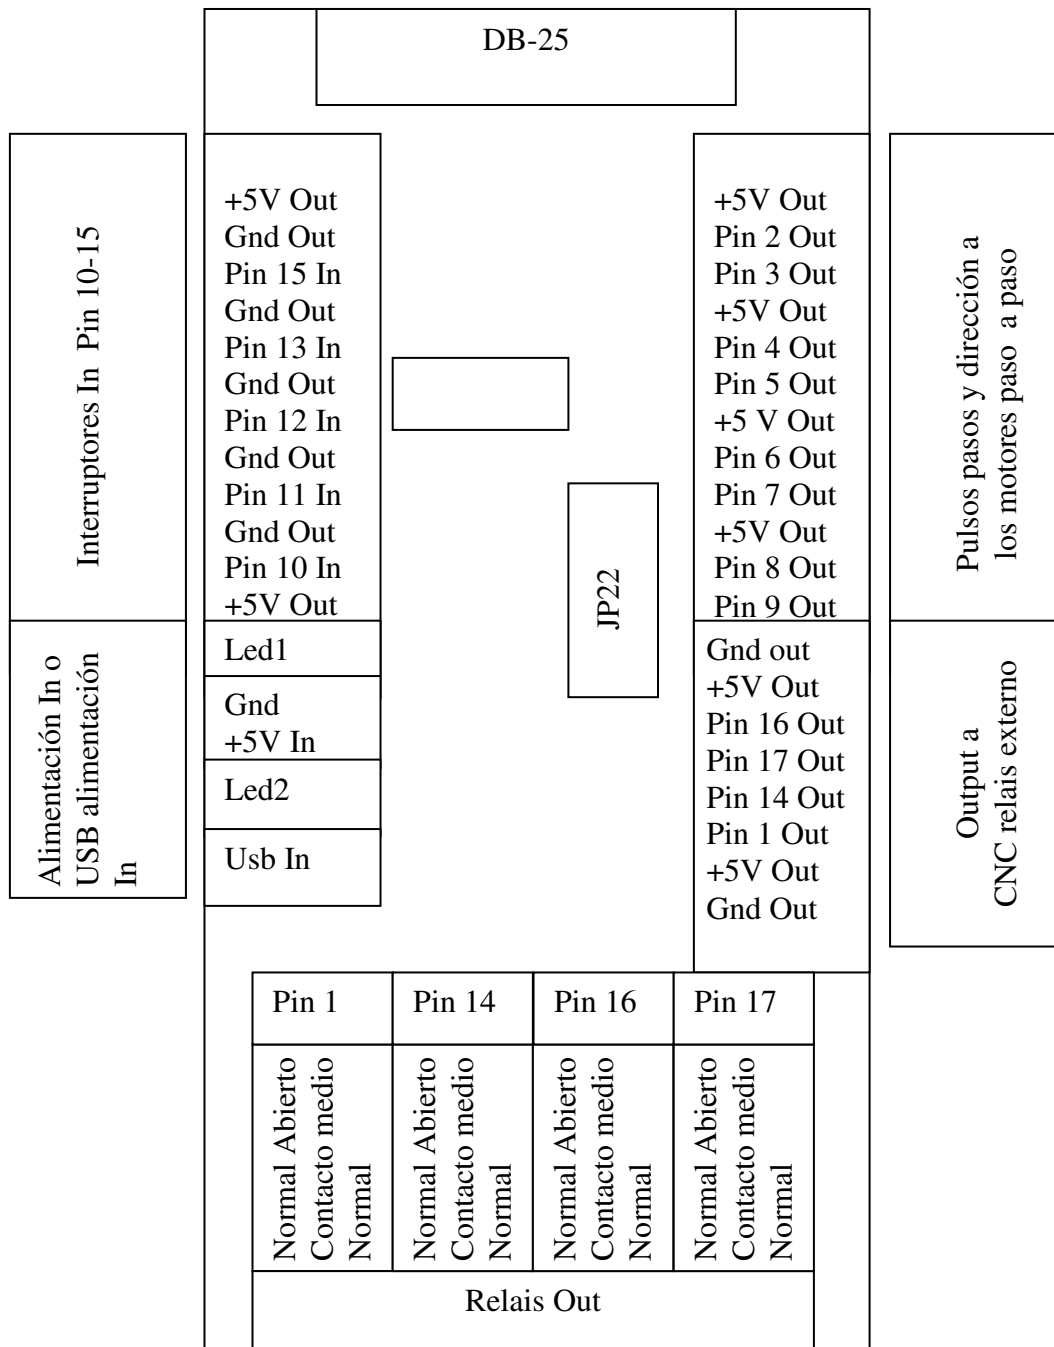 DB-25
Interruptores In  Pin 10-15
+5V Out
Gnd Out
Pin 15 In
Gnd Out
Pin 13 In
Gnd Out
Pin 12 In
Gnd Out
Pin 11 In
Gnd Out
Pin 10 In
+5V Out
+5V Out
Pin 2 Out
Pin 3 Out
+5V Out
Pin 4 Out
Pin 5 Out
+5 V Out
Pin 6 Out
Pin 7 Out
+5V Out
Pin 8 Out
Pin 9 Out
Pulsos pasos y dirección a
los motores paso  a paso
JP22
Alimentación In o
USB alimentación
In
Led1
Gnd
+5V In
Led2
Usb In
Gnd out
+5V Out
Pin 16 Out
Pin 17 Out
Pin 14 Out
Pin 1 Out
+5V Out
Gnd Out
Output a
CNC relais externo
Pin 1
Pin 14
Pin 16
Pin 17
Normal Abierto
Contacto medio
Normal
Normal Abierto
Contacto medio
Normal
Normal Abierto
Contacto medio
Normal
Normal Abierto
Contacto medio
Normal
Relais Out